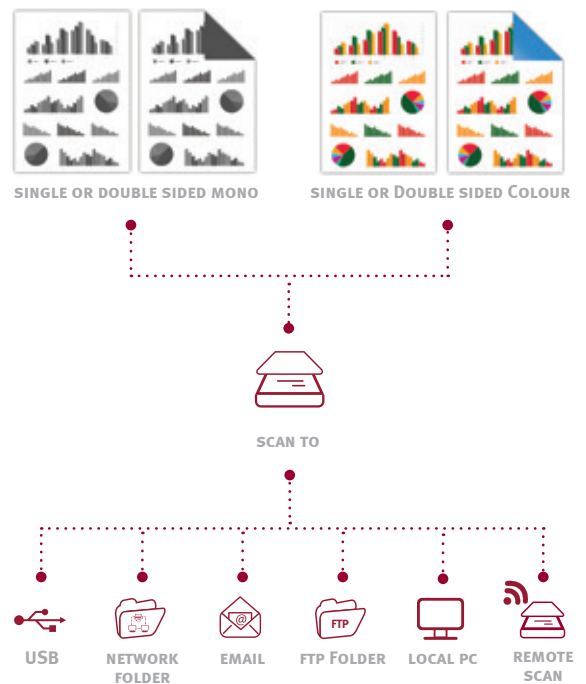 SINGLE OR DOUBLE SIDED MONO
SINGLE OR DOUBLE SIDED COLOUR
SCAN TO
@
FTP
USB
NETWORK
FOLDER
EMAIL
FTP FOLDER
LOCAL PC
REMOTE
SCAN